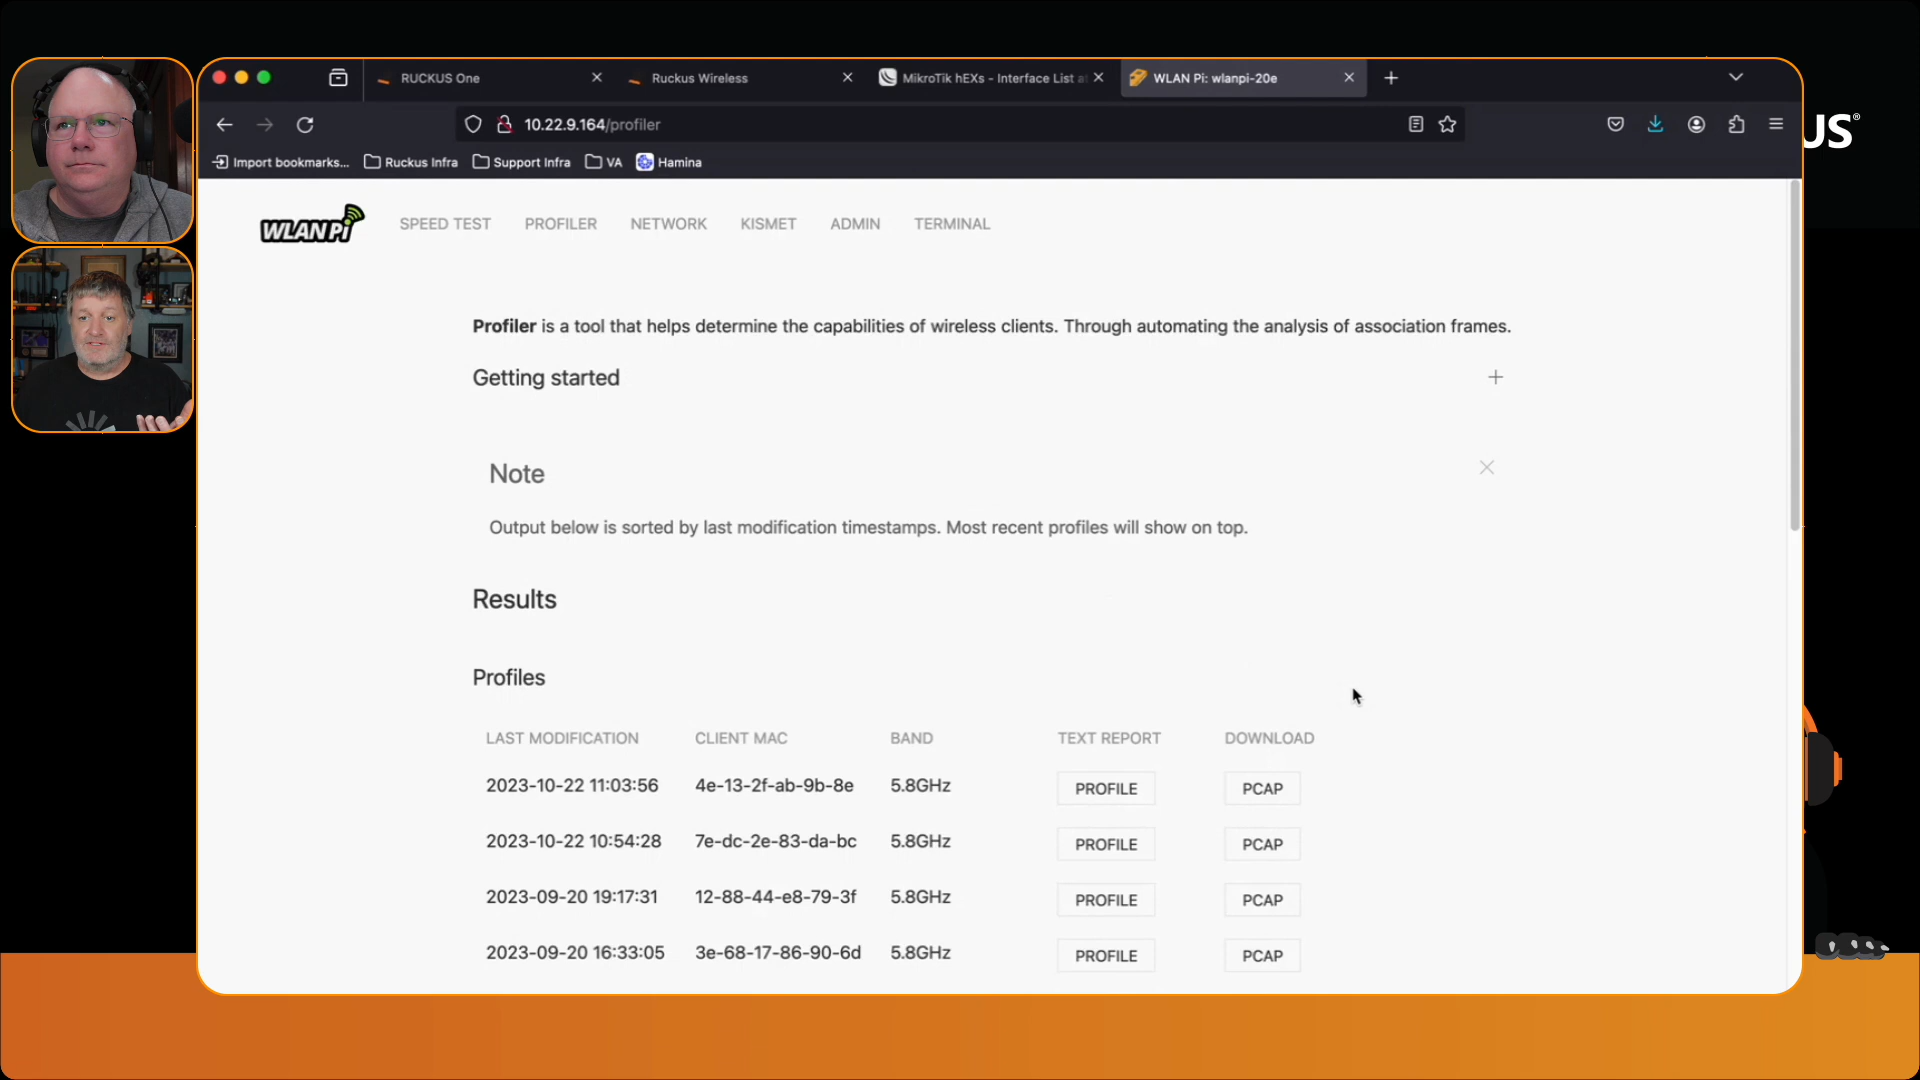 RUCKUS One
Ruckus Wireless
MikroTik hEXs - Interface List a
WLAN Pi: wlanpi-20e
10.22.9.164/profiler
US®
Import bookmarks...
Ruckus Infra
Support Infra
VA
Hamina
WLAN Pi
SPEED TEST
PROFILER
NETWORK
KISMET
ADMIN
TERMINAL
Profiler is a tool that helps determine the capabilities of wireless clients. Through automating the analysis of association frames.
Getting started
Note
Output below is sorted by last modification timestamps. Most recent profiles will show on top.
Results
Profiles
LAST MODIFICATION CLIENT MAC BAND TEXT REPORT DOWNLOAD
2023-10-22 11:03:56 4e-13-2f-ab-9b-8e 5.8GHz PROFILE PCAP
2023-10-22 10:54:28 7e-dc-2e-83-da-bc 5.8GHz PROFILE PCAP
2023-09-20 19:17:31 12-88-44-e8-79-3f 5.8GHz PROFILE PCAP
2023-09-20 16:33:05 3e-68-17-86-90-6d 5.8GHz PROFILE PCAP